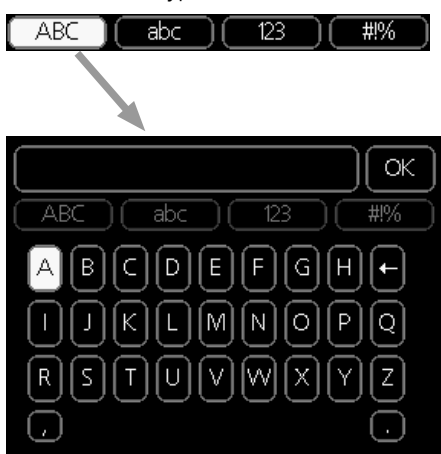 ABC abc 123 #!%
OK
ABC abc 123 #!%
A B C D E F G H ←
I J K L M N O P Q
R S T U V W X Y Z
, .